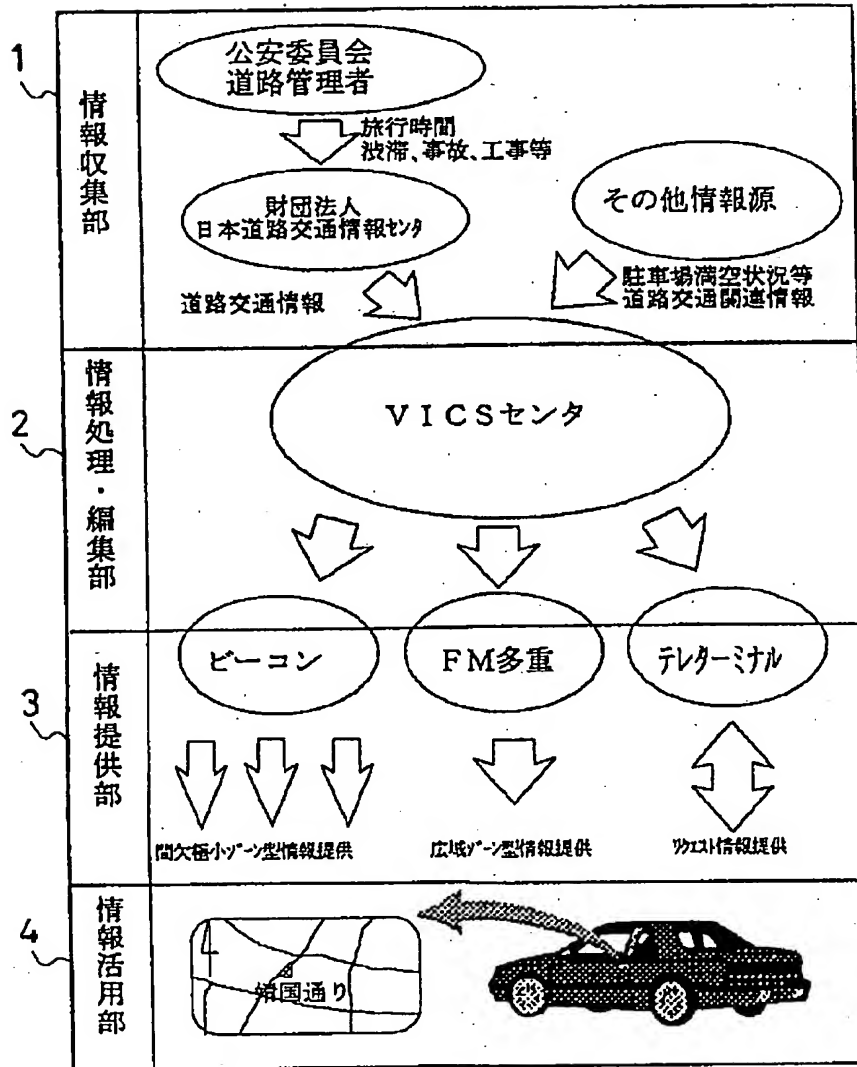 1
情報収集部
公安委員会
道路管理者
旅行時間
渋滞、事故、工事等
財団法人
日本道路交通情報センタ
その他情報源
道路交通情報
駐車場満空状況等
道路交通関連情報
2
情報処理・編集部
VICSセンタ
3
情報提供部
ビーコン
FM多重
テレターミナル
間欠極小ゾーン型情報提供
広域ゾーン型情報提供
リクエスト情報提供
4
情報活用部
靖国通り